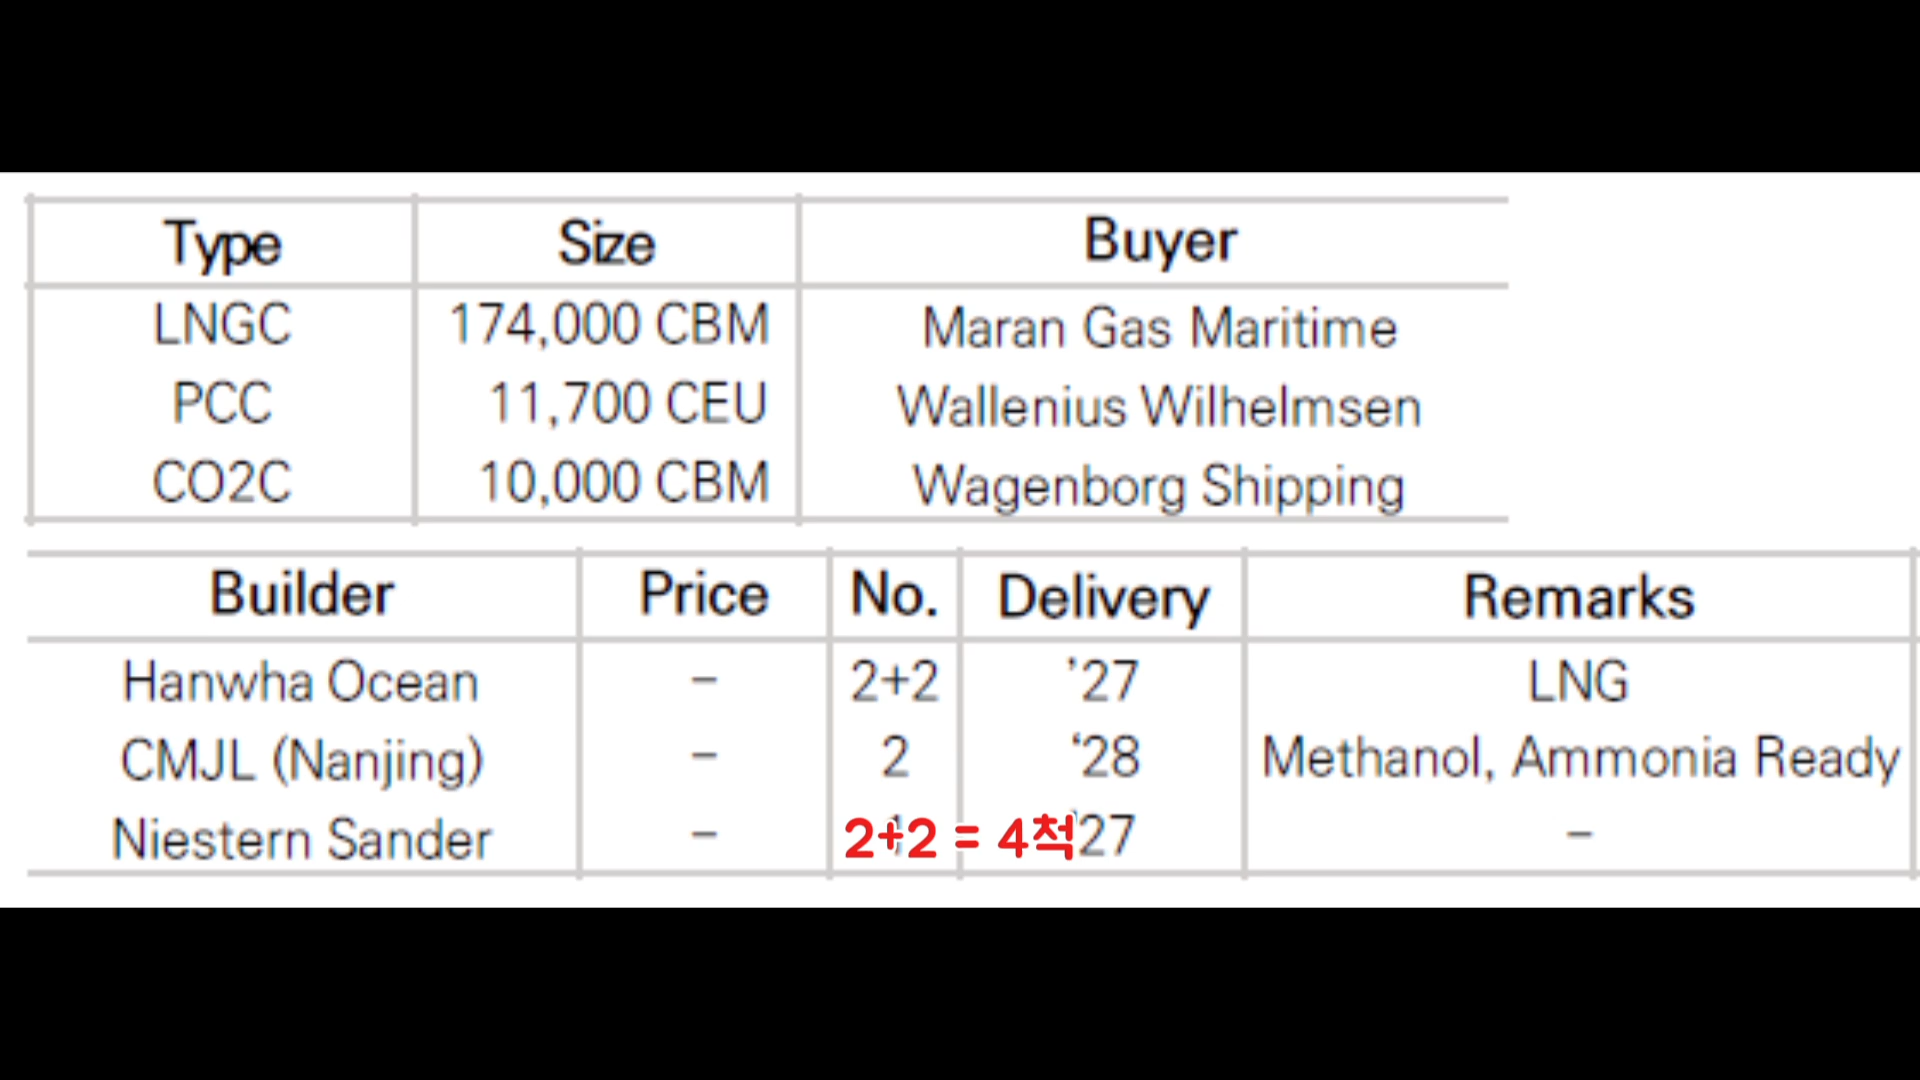 Type Size Buyer
LNGC 174,000 CBM Maran Gas Maritime
PCC 11,700 CEU Wallenius Wilhelmsen
CO2C 10,000 CBM Wagenborg Shipping
Builder Price No. Delivery Remarks
Hanwha Ocean – 2+2 '27 LNG
CMJL (Nanjing) – 2 '28 Methanol, Ammonia Ready
Niestern Sander – '27 –
2+2 = 4척